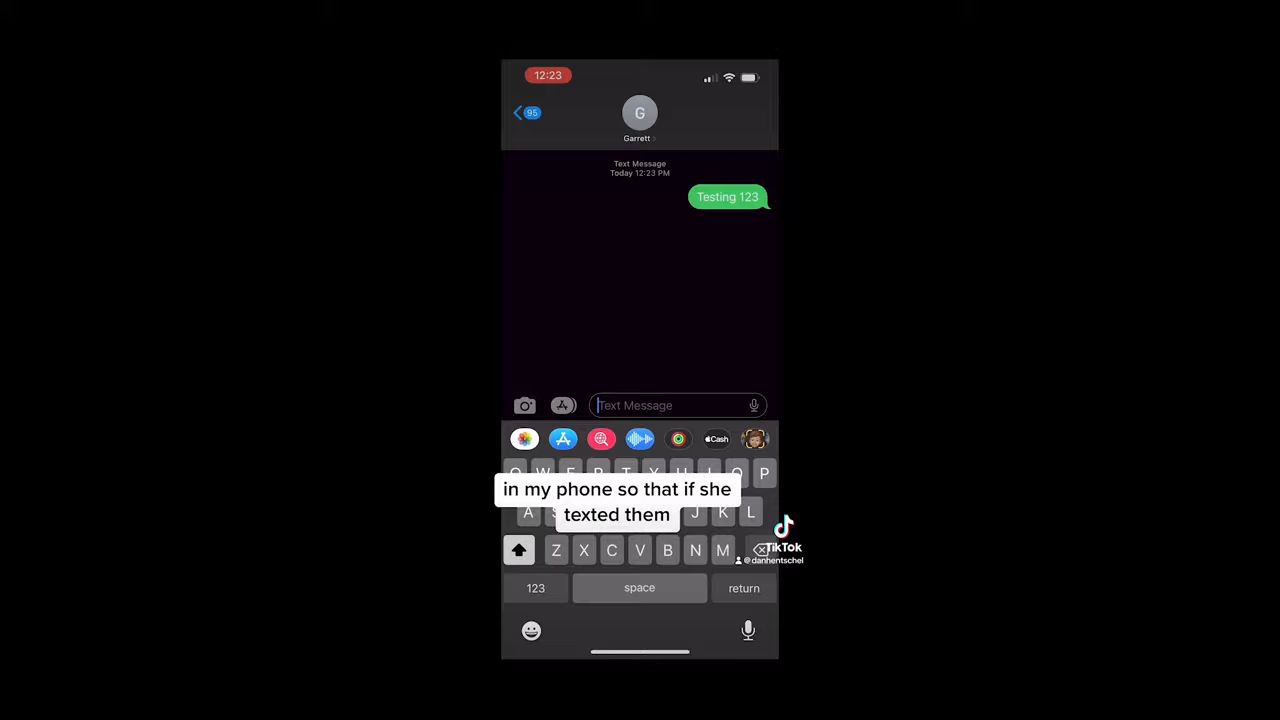 12:23
95
G
Garrett
Text Message
Today 12:23 PM
Testing 123
Text Message
Cash
P
in my phone so that if she
texted them
A J K L
Z X C V B N M
TikTok
@danhentschel
123 space return